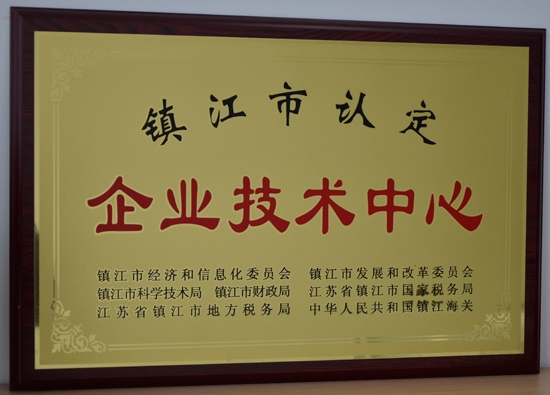 镇江市认定
企业技术中心
镇江市经济和信息化委员会 镇江市发展和改革委员会
镇江市科学技术局 镇江市财政局 江苏省镇江市国家税务局
江苏省镇江市地方税务局 中华人民共和国镇江海关